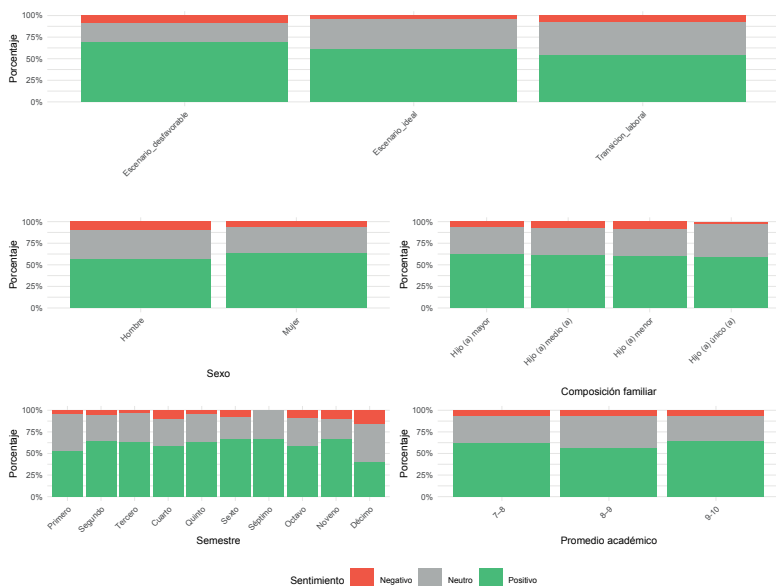 Porcentaje
100%
75%
50%
25%
0%
Escenario_desfavorable
Escenario_ideal
Transicion_laboral
Porcentaje
100%
75%
50%
25%
0%
Hombre
Mujer
Sexo
Porcentaje
100%
75%
50%
25%
0%
Hijo (a) mayor
Hijo (a) medio (a)
Hijo (a) menor
Hijo (a) único (a)
Composición familiar
Porcentaje
100%
75%
50%
25%
0%
Primero
Segundo
Tercero
Cuarto
Quinto
Sexto
Séptimo
Octavo
Noveno
Décimo
Semestre
Porcentaje
100%
75%
50%
25%
0%
7–8
8–9
9–10
Promedio académico
Sentimiento Negativo Neutro Positivo